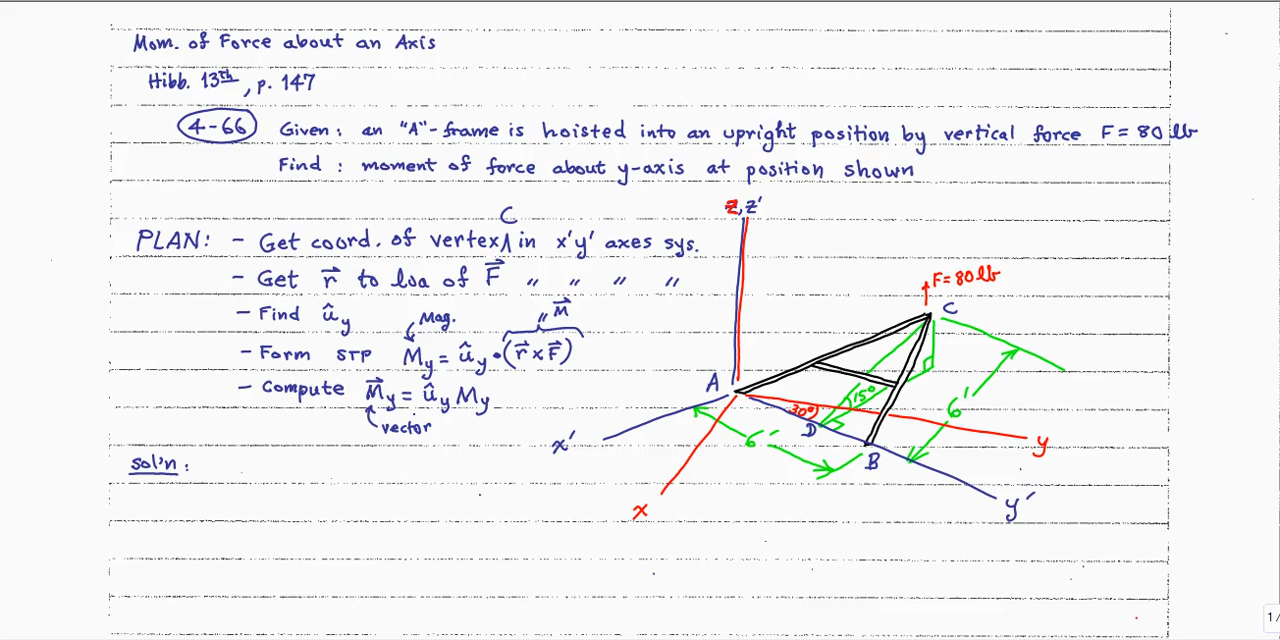 Mom. of Force about an Axis
Hibb. 13th, p. 147
4-66 Given: an "A"-frame is hoisted into an upright position by vertical force F = 80 lb
Find: moment of force about y-axis at position shown
PLAN: - Get coord. of vertex C in x'y' axes sys.
- Get r⃗ to loa of F⃗ " " " "
- Find û_y
- Form STP M_y = û_y • (r⃗ x F⃗)
Mag.
" M⃗
- Compute M⃗_y = û_y M_y
vector
sol'n:
z, z'
F = 80 lb
C
A
15°
30°
6'
6'
D
B
x'
y
x
y'
1/